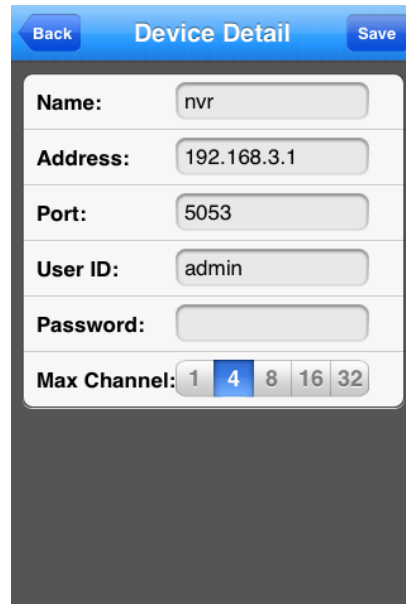 Back Device Detail Save
Name: nvr
Address: 192.168.3.1
Port: 5053
User ID: admin
Password:
Max Channel: 1 4 8 16 32